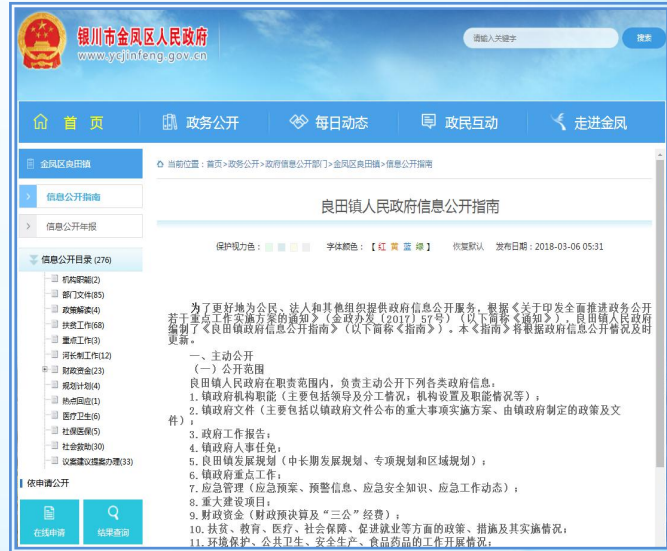 银川市金凤区人民政府
www.ycjinfeng.gov.cn
请输入关键字
搜索
首 页
政务公开
每日动态
政民互动
走进金凤
金凤区良田镇
当前位置：首页>政务公开>政府信息公开部门>金凤区良田镇>信息公开指南
信息公开指南
信息公开年报
信息公开目录 (276)
机构职能(2)
部门文件(85)
政策解读(4)
扶贫工作(68)
重点工作(3)
河长制工作(12)
财政资金(23)
规划计划(4)
热点回应(1)
医疗卫生(6)
社保医保(5)
社会救助(30)
议案建议提案办理(33)
依申请公开
在线申请
结果查询
良田镇人民政府信息公开指南
保护视力色：
字体颜色：【红 黄 蓝 绿】
恢复默认
发布日期：2018-03-06 05:31
为了更好地为公民、法人和其他组织提供政府信息公开服务，根据《关于印发全面推进政务公开
若干重点工作实施方案的通知》（金政办发〔2017〕57号）（以下简称《通知》），良田镇人民政府
编制了《良田镇政府信息公开指南》（以下简称《指南》）。本《指南》将根据政府信息公开情况及时
更新。
一、主动公开
（一）公开范围
良田镇人民政府在职责范围内，负责主动公开下列各类政府信息：
1.镇政府机构职能（主要包括领导及分工情况；机构设置及职能情况等）；
2.镇政府文件（主要包括以镇政府文件公布的重大事项实施方案、由镇政府制定的政策及文
件）；
3.政府工作报告；
4.镇政府人事任免；
5.良田镇发展规划（中长期发展规划、专项规划和区域规划）；
6.镇政府重点工作；
7.应急管理（应急预案、预警信息、应急安全知识、应急工作动态）；
8.重大建设项目；
9.财政资金（财政预决算及“三公”经费）；
10.扶贫、教育、医疗、社会保障、促进就业等方面的政策、措施及其实施情况；
11.环境保护、公共卫生、安全生产、食品药品的工作开展情况；